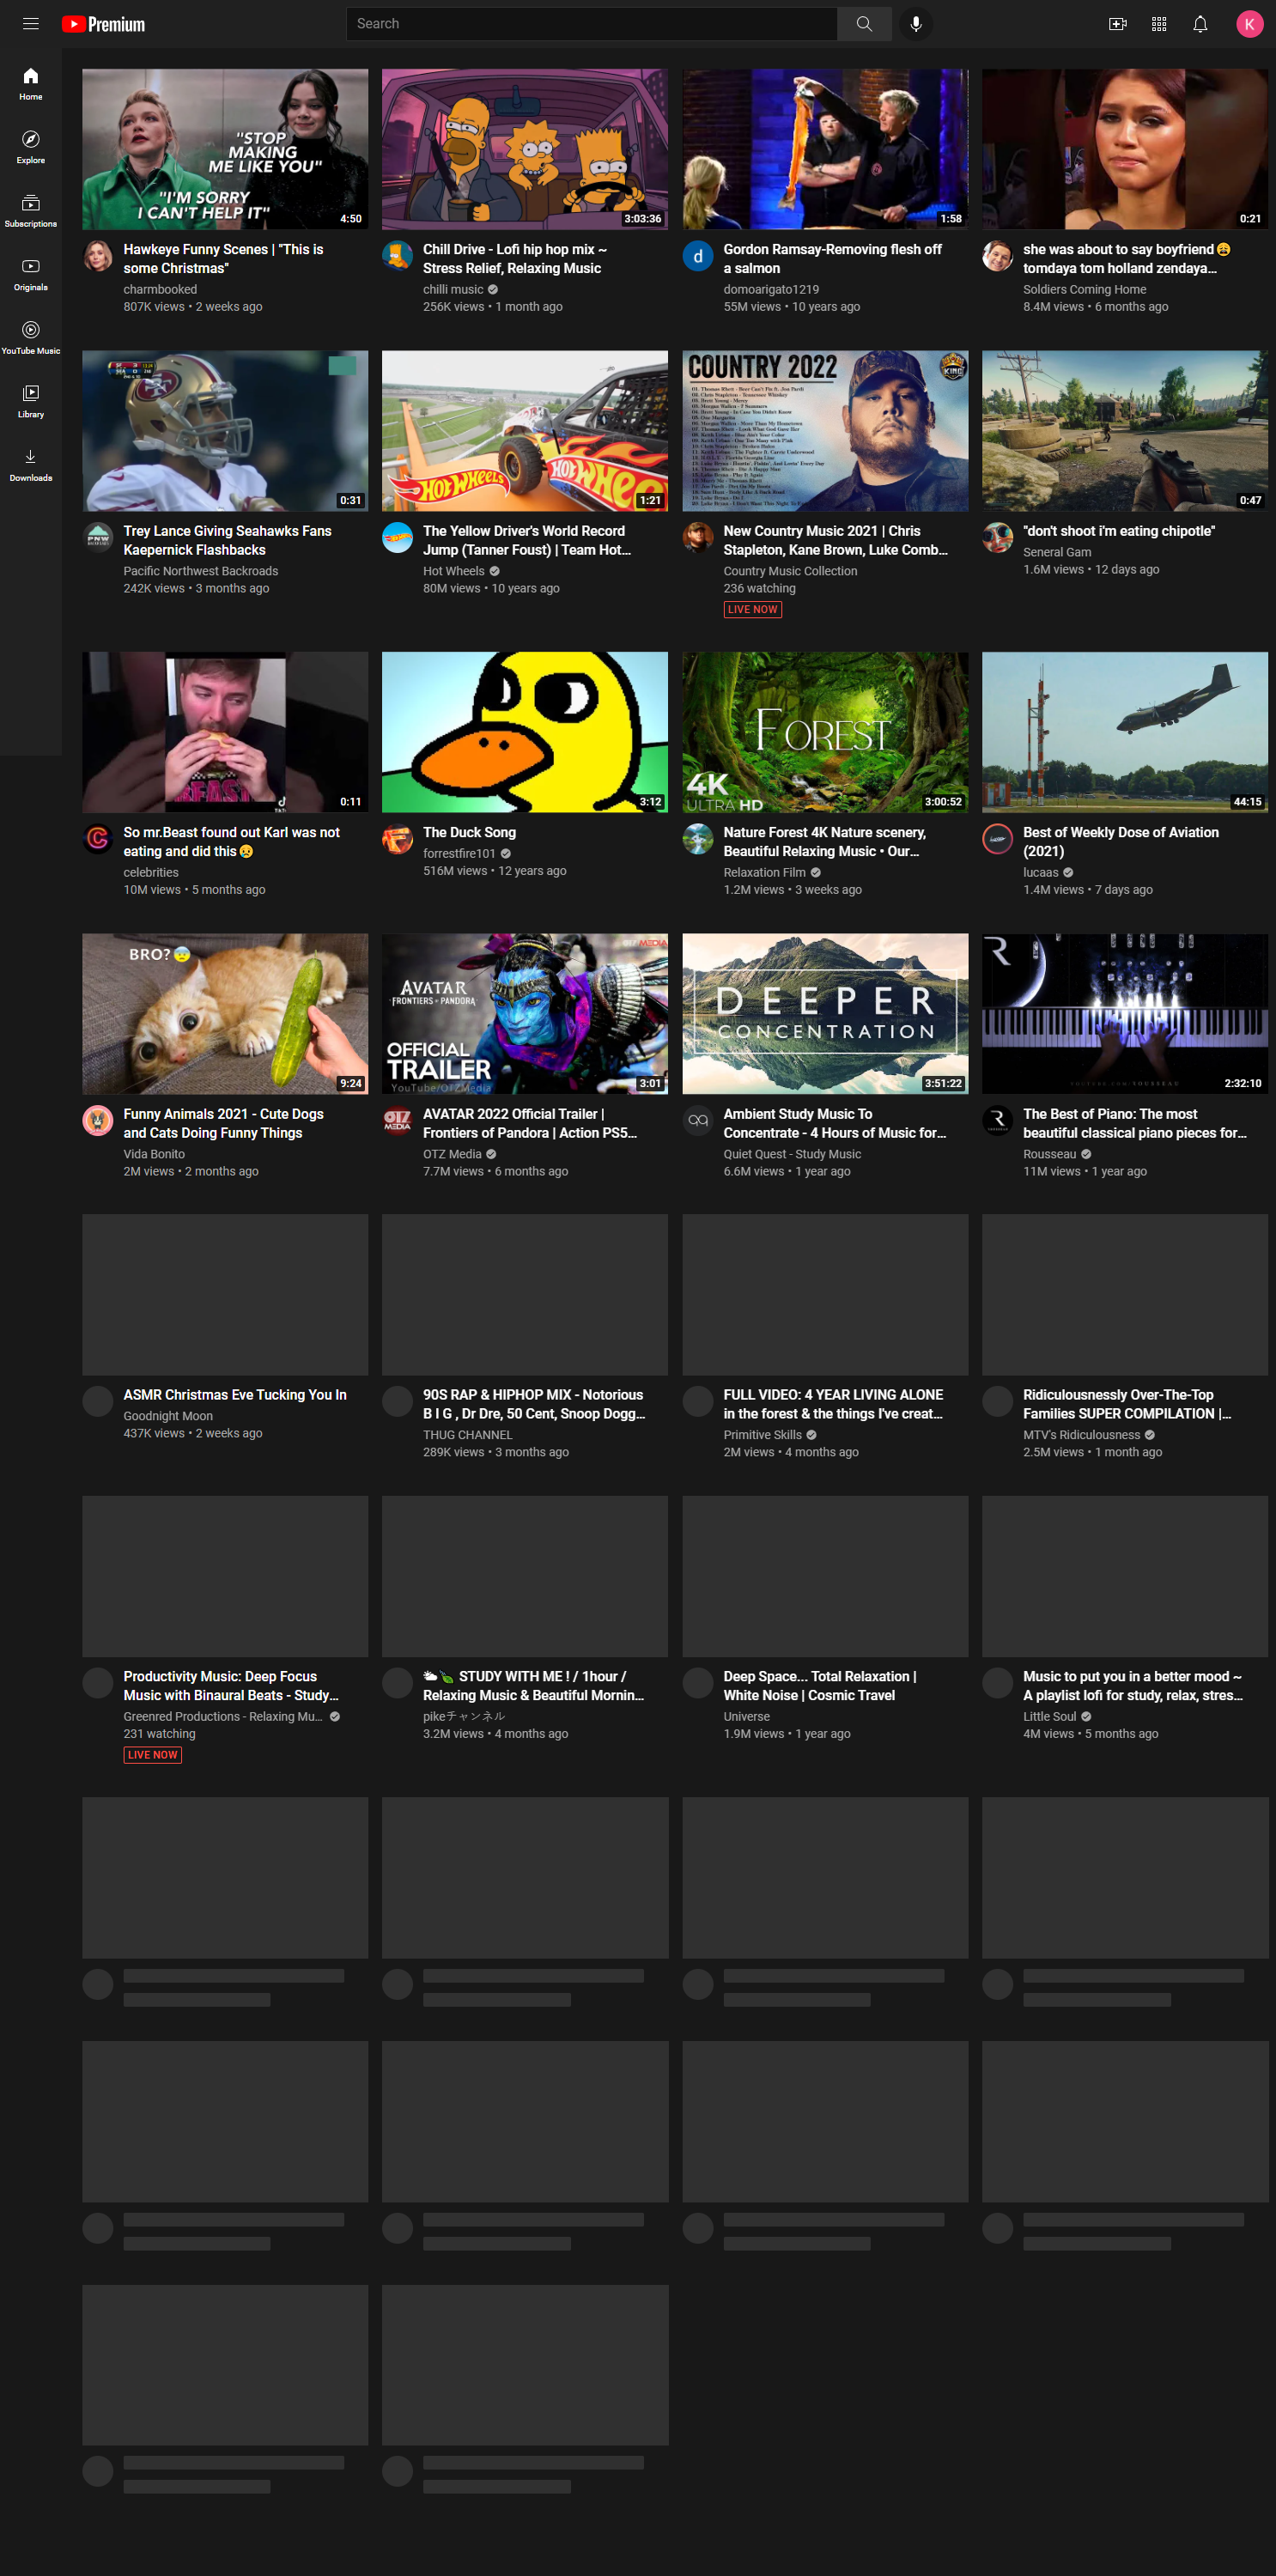 Premium
Search
K
Home
Explore
Subscriptions
Originals
YouTube Music
Library
Downloads
"STOP
MAKING
ME LIKE YOU"
"I'M SORRY
I CAN'T HELP IT"
4:50
Hawkeye Funny Scenes | "This is
some Christmas"
charmbooked
807K views • 2 weeks ago
3:03:36
Chill Drive - Lofi hip hop mix ~
Stress Relief, Relaxing Music
chilli music
256K views • 1 month ago
1:58
d
Gordon Ramsay-Removing flesh off
a salmon
domoarigato1219
55M views • 10 years ago
0:21
she was about to say boyfriend😩
tomdaya tom holland zendaya...
Soldiers Coming Home
8.4M views • 6 months ago
0:31
PNW
Trey Lance Giving Seahawks Fans
Kaepernick Flashbacks
Pacific Northwest Backroads
242K views • 3 months ago
HOT WHEELS
HOT WHEE
1:21
The Yellow Driver's World Record
Jump (Tanner Foust) | Team Hot...
Hot Wheels
80M views • 10 years ago
COUNTRY 2022
KING
New Country Music 2021 | Chris
Stapleton, Kane Brown, Luke Comb...
Country Music Collection
236 watching
LIVE NOW
0:47
"don't shoot i'm eating chipotle"
Seneral Gam
1.6M views • 12 days ago
0:11
So mr.Beast found out Karl was not
eating and did this😢
celebrities
10M views • 5 months ago
3:12
The Duck Song
forrestfire101
516M views • 12 years ago
FOREST
4K
ULTRA HD
3:00:52
Nature Forest 4K Nature scenery,
Beautiful Relaxing Music • Our...
Relaxation Film
1.2M views • 3 weeks ago
44:15
Best of Weekly Dose of Aviation
(2021)
lucaas
1.4M views • 7 days ago
BRO?😰
9:24
Funny Animals 2021 - Cute Dogs
and Cats Doing Funny Things
Vida Bonito
2M views • 2 months ago
OTZ MEDIA
AVATAR
FRONTIERS OF PANDORA
OFFICIAL
TRAILER
YouTube/OTZMedia
3:01
OTZ
MEDIA
AVATAR 2022 Official Trailer |
Frontiers of Pandora | Action PS5...
OTZ Media
7.7M views • 6 months ago
DEEPER
CONCENTRATION
3:51:22
Ambient Study Music To
Concentrate - 4 Hours of Music for...
Quiet Quest - Study Music
6.6M views • 1 year ago
R
2:32:10
The Best of Piano: The most
beautiful classical piano pieces for...
Rousseau
11M views • 1 year ago
ASMR Christmas Eve Tucking You In
Goodnight Moon
437K views • 2 weeks ago
90S RAP & HIPHOP MIX - Notorious
B I G , Dr Dre, 50 Cent, Snoop Dogg...
THUG CHANNEL
289K views • 3 months ago
FULL VIDEO: 4 YEAR LIVING ALONE
in the forest & the things I've creat...
Primitive Skills
2M views • 4 months ago
Ridiculousnessly Over-The-Top
Families SUPER COMPILATION |...
MTV's Ridiculousness
2.5M views • 1 month ago
Productivity Music: Deep Focus
Music with Binaural Beats - Study...
Greenred Productions - Relaxing Mu...
231 watching
LIVE NOW
🌥️🍃 STUDY WITH ME ! / 1hour /
Relaxing Music & Beautiful Mornin...
pikeチャンネル
3.2M views • 4 months ago
Deep Space... Total Relaxation |
White Noise | Cosmic Travel
Universe
1.9M views • 1 year ago
Music to put you in a better mood ~
A playlist lofi for study, relax, stres...
Little Soul
4M views • 5 months ago